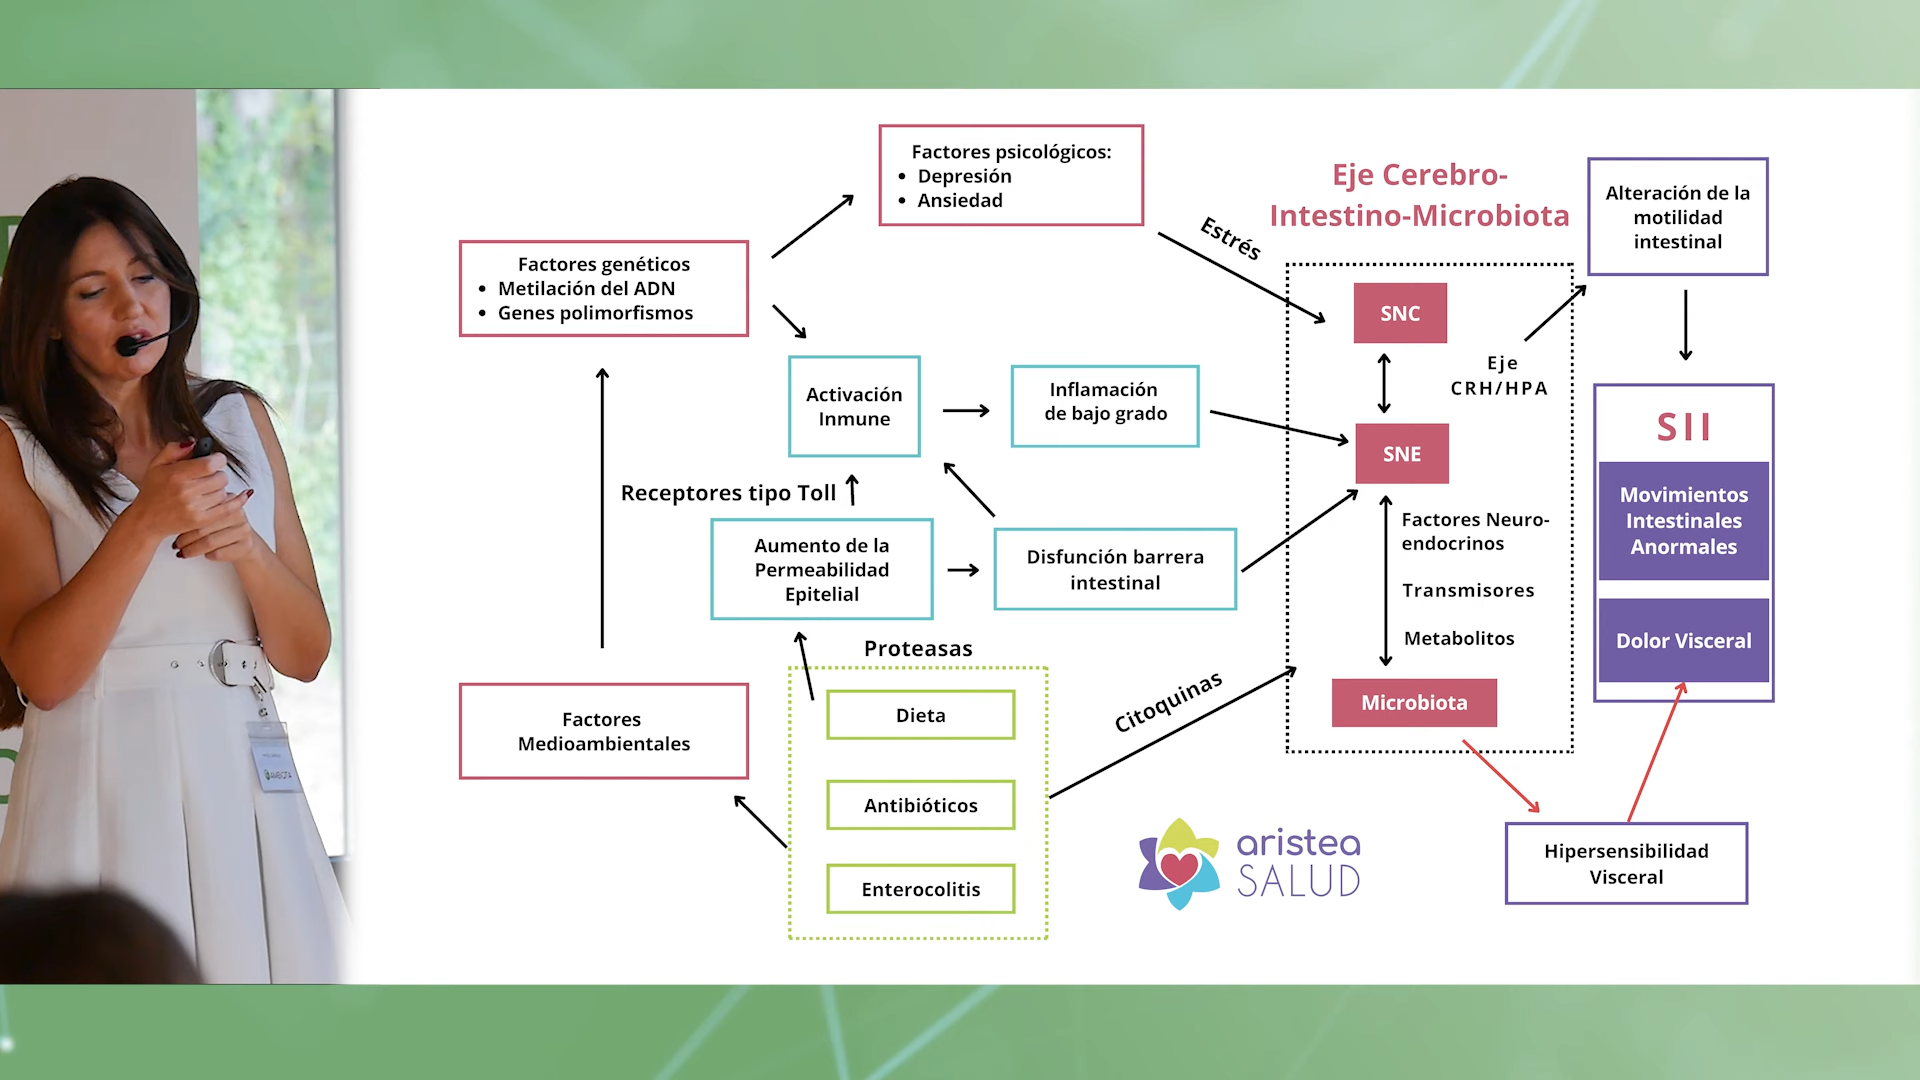 Factores psicológicos:
• Depresión
• Ansiedad
Eje Cerebro-
Intestino-Microbiota
Alteración de la
motilidad
intestinal
Estrés
Factores genéticos
• Metilación del ADN
• Genes polimorfismos
SNC
Eje
CRH/HPA
Activación
Inmune
Inflamación
de bajo grado
SII
SNE
Movimientos
Intestinales
Anormales
Receptores tipo Toll
Factores Neuro-
endocrinos
Aumento de la
Permeabilidad
Epitelial
Disfunción barrera
intestinal
Transmisores
Metabolitos
Dolor Visceral
Proteasas
Citoquinas
Factores
Medioambientales
Dieta
Microbiota
Antibióticos
aristea
SALUD
Hipersensibilidad
Visceral
Enterocolitis